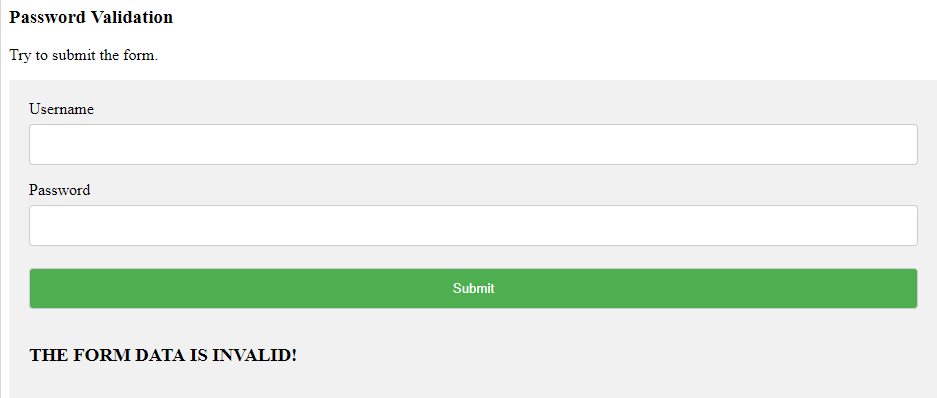 Password Validation
Try to submit the form.
Username
Password
Submit
THE FORM DATA IS INVALID!